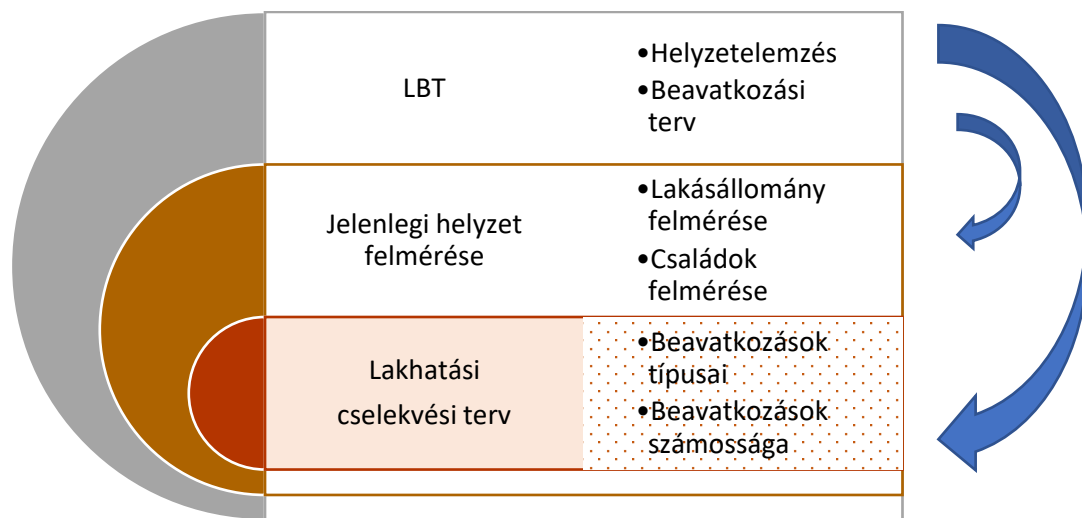 LBT
•Helyzetelemzés
•Beavatkozási
terv
Jelenlegi helyzet
felmérése
•Lakásállomány
felmérése
•Családok
felmérése
Lakhatási
cselekvési terv
•Beavatkozások
típusai
•Beavatkozások
számossága